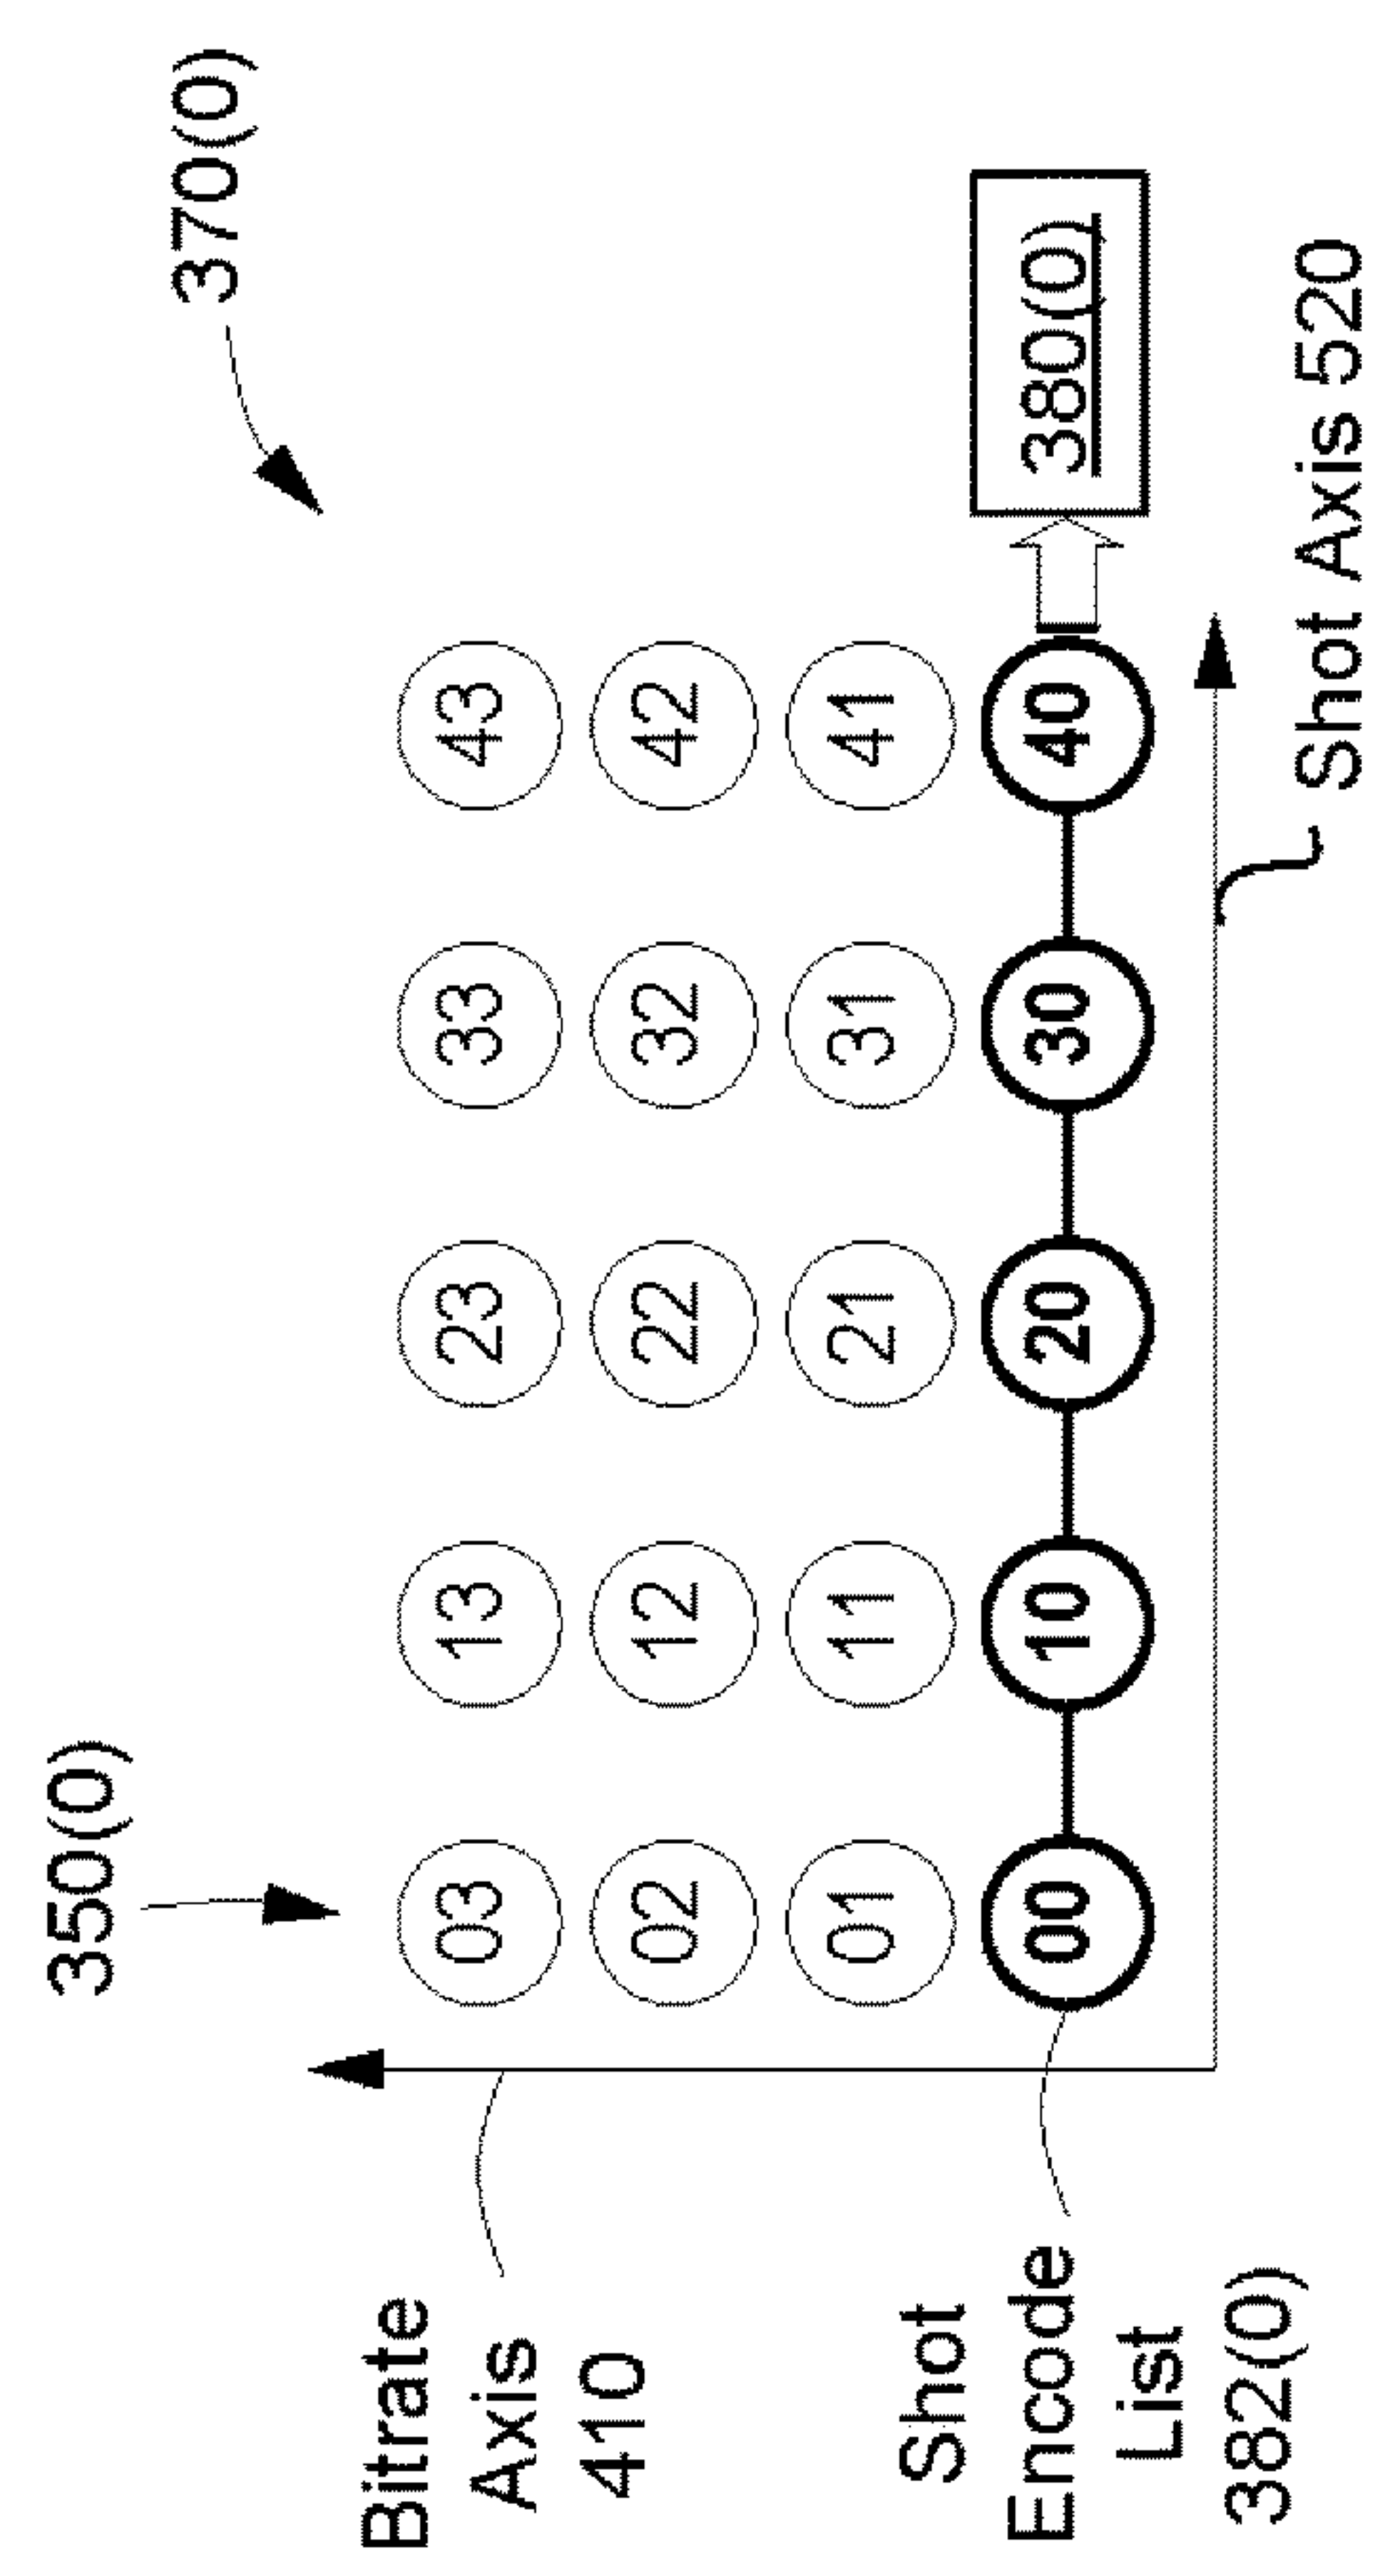 350(0)
370(0)
Bitrate
Axis
410
03 13 23 33 43
02 12 22 32 42
01 11 21 31 41
Shot
Encode
List
382(0)
00 10 20 30 40
380(0)
Shot Axis 520